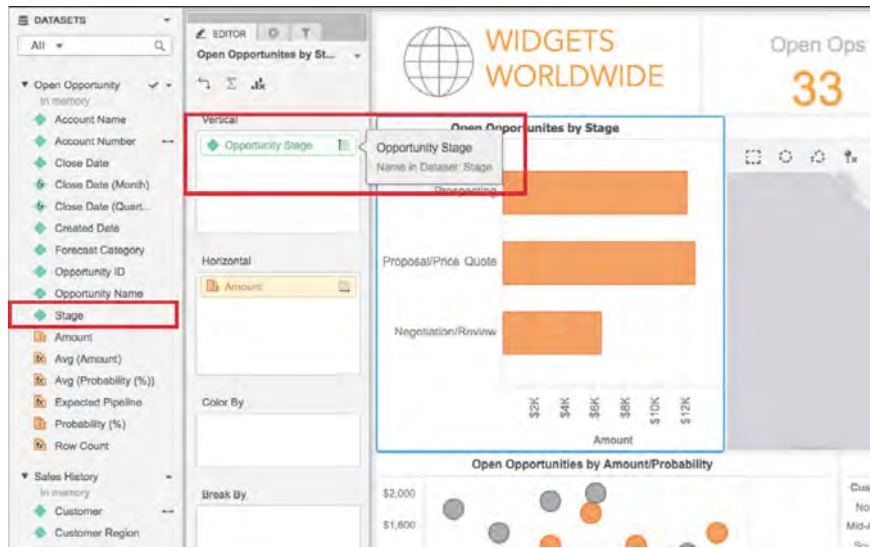 DATASETS
All
Open Opportunity
In memory
Account Name
Account Number
Close Date
Close Date (Month)
Close Date (Quart...
Created Date
Forecast Category
Opportunity ID
Opportunity Name
Stage
Amount
Avg (Amount)
Avg (Probability (%))
Expected Pipeline
Probability (%)
Row Count
Sales History
In memory
Customer
Customer Region
EDITOR
T
Open Opportunites by St...
Vertical
Opportunity Stage
Horizontal
Amount
Color By
Break By
Opportunity Stage
Name in Dataset: Stage
WIDGETS
WORLDWIDE
Open Ops
33
Open Opportunites by Stage
Prospecting
Proposal/Price Quote
Negotiation/Review
$2K
$4K
$6K
$8K
$10K
$12K
Amount
Open Opportunities by Amount/Probability
$2,000
$1,600
Cus
No
Mid-A